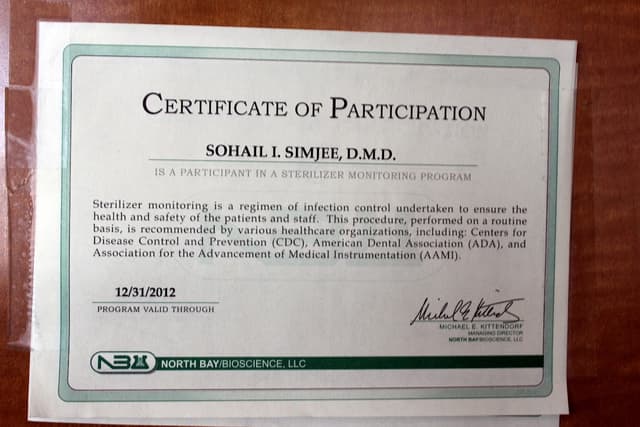 CERTIFICATE OF PARTICIPATION
SOHAIL I. SIMJEE, D.M.D.
IS A PARTICIPANT IN A STERILIZER MONITORING PROGRAM
Sterilizer monitoring is a regimen of infection control undertaken to ensure the
health and safety of the patients and staff. This procedure, performed on a routine
basis, is recommended by various healthcare organizations, including: Centers for
Disease Control and Prevention (CDC), American Dental Association (ADA), and
Association for the Advancement of Medical Instrumentation (AAMI).
12/31/2012
PROGRAM VALID THROUGH
Michael E Kittendorf
MICHAEL E. KITTENDORF
MANAGING DIRECTOR
NORTH BAY/BIOSCIENCE, LLC
NBX NORTH BAY/BIOSCIENCE, LLC